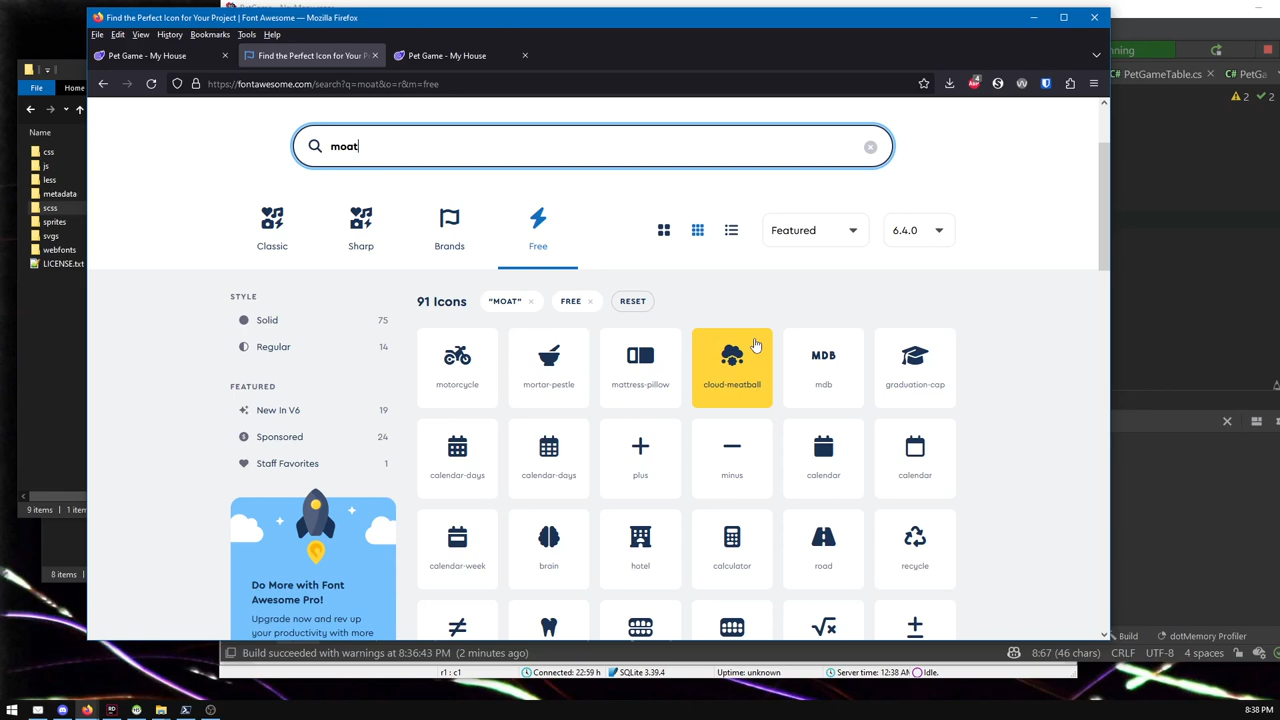 Find the Perfect Icon for Your Project | Font Awesome — Mozilla Firefox
File Edit View History Bookmarks Tools Help
Pet Game - My House
Find the Perfect Icon for Your P
Pet Game - My House
https://fontawesome.com/search?q=moat&o=r&m=free
moat
Classic Sharp Brands Free
Featured
6.4.0
STYLE
Solid 75
Regular 14
FEATURED
New In V6 19
Sponsored 24
Staff Favorites 1
Do More with Font
Awesome Pro!
Upgrade now and rev up
your productivity with more
91 Icons "MOAT" FREE RESET
motorcycle mortar-pestle mattress-pillow cloud-meatball mdb graduation-cap
MDB
calendar-days calendar-days plus minus calendar calendar
calendar-week brain hotel calculator road recycle
File Home
Name
css
js
less
metadata
scss
sprites
svgs
webfonts
LICENSE.txt
9 items 1 item
8 items
nning
PetGameTable.cs
PetGa
2 2
Build dotMemory Profiler
Build succeeded with warnings at 8:36:43 PM (2 minutes ago)
8:67 (46 chars) CRLF UTF-8 4 spaces
r1 : c1 Connected: 22:59 h SQLite 3.39.4 Uptime: unknown Server time: 12:38 AM Idle.
8:38 PM